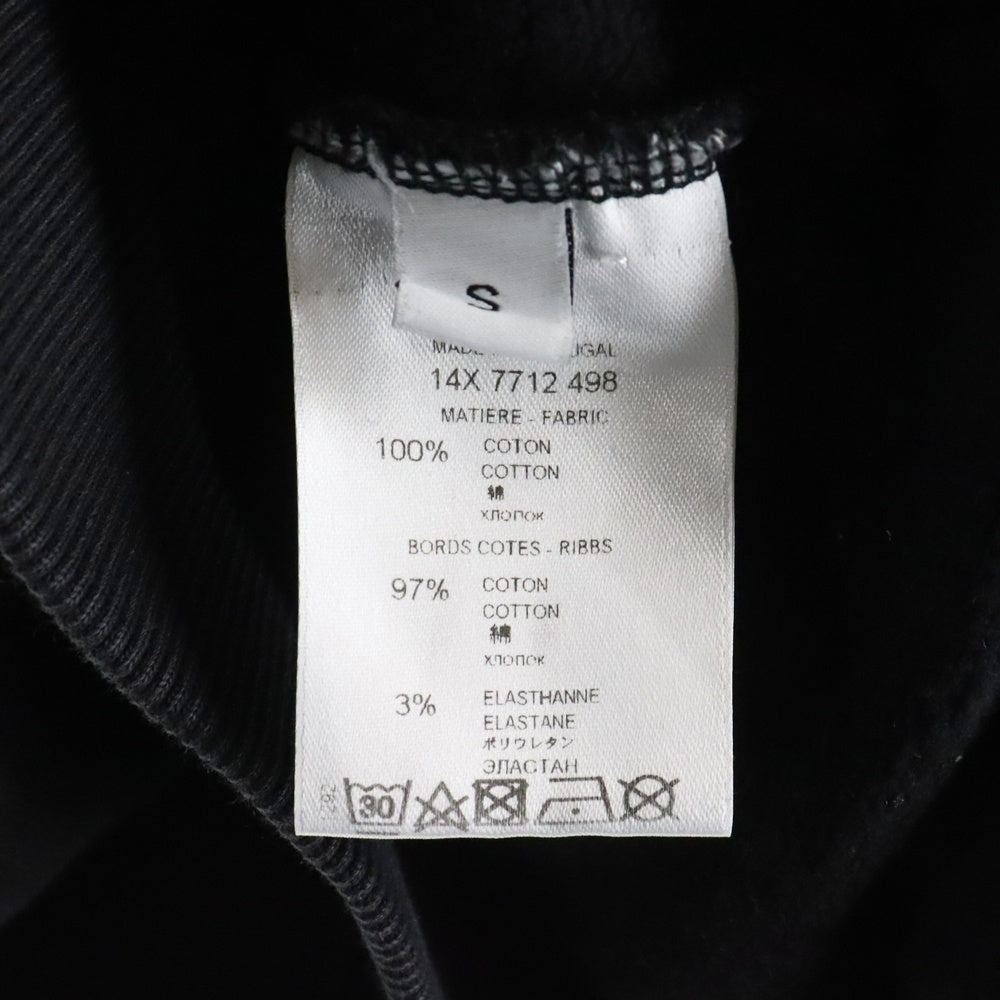 S
14X 7712 498
MATIERE - FABRIC
100% COTON
COTTON
綿
ХЛОПОК
BORDS COTES - RIBBS
97% COTON
COTTON
綿
ХЛОПОК
3% ELASTHANNE
ELASTANE
ポリウレタン
ЭЛАСТАН
30